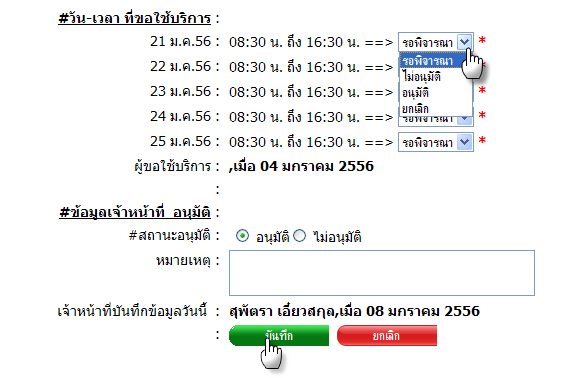 #วัน-เวลา ที่ขอใช้บริการ :
21 ม.ค.56 : 08:30 น. ถึง 16:30 น. ==> รอพิจารณา *
รอพิจารณา
22 ม.ค.56 : 08:30 น. ถึง 16:30 น. ==> *
ไม่อนุมัติ
23 ม.ค.56 : 08:30 น. ถึง 16:30 น. ==> *
อนุมัติ
ยกเลิก
24 ม.ค.56 : 08:30 น. ถึง 16:30 น. ==> รอพิจารณา *
25 ม.ค.56 : 08:30 น. ถึง 16:30 น. ==> รอพิจารณา *
ผู้ขอใช้บริการ : ,เมื่อ 04 มกราคม 2556
:
#ข้อมูลเจ้าหน้าที่ อนุมัติ :
#สถานะอนุมัติ : อนุมัติ ไม่อนุมัติ
หมายเหตุ :
เจ้าหน้าที่บันทึกข้อมูลวันนี้ : สุพัตรา เอี่ยวสกุล,เมื่อ 08 มกราคม 2556
: บันทึก ยกเลิก